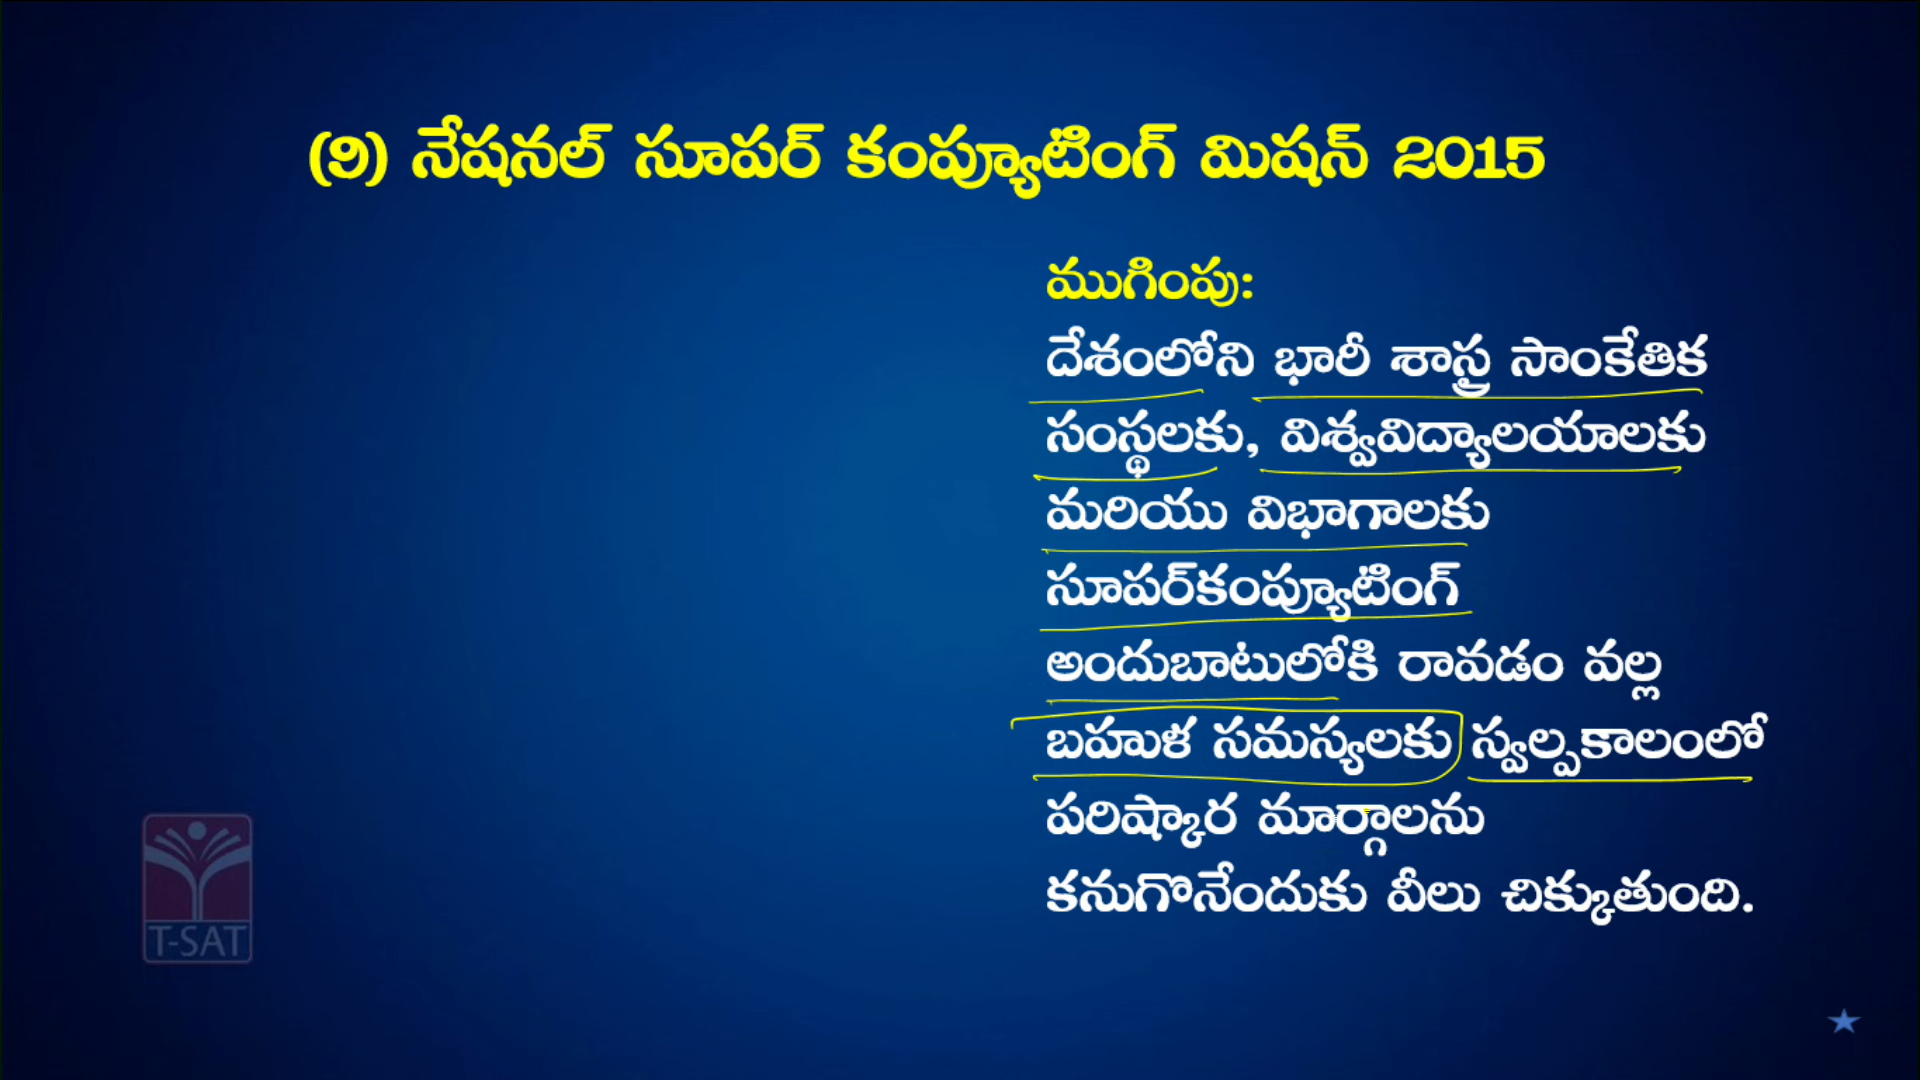 (రి) నేషనల్ సూపర్ కంప్యూటింగ్ మిషన్ 2015
ముగింపు:
దేశంలోని భారీ శాస్త్ర సాంకేతిక
సంస్థలకు, విశ్వవిద్యాలయాలకు
మరియు విభాగాలకు
సూపర్‌కంప్యూటింగ్
అందుబాటులోకి రావడం వల్ల
బహుళ సమస్యలకు స్వల్పకాలంలో
పరిష్కార మార్గాలను
కనుగొనేందుకు వీలు చిక్కుతుంది.
T-SAT